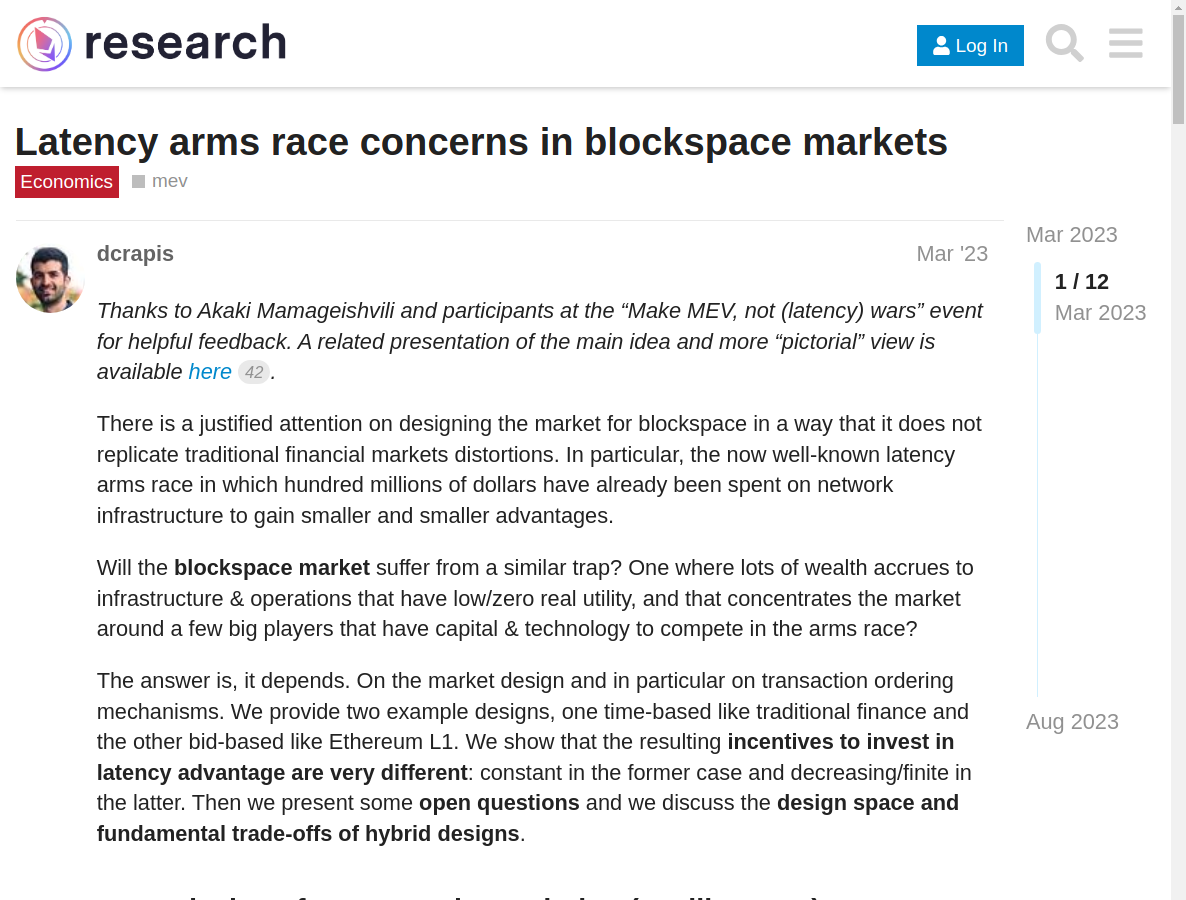 research
Log In
Latency arms race concerns in blockspace markets
Economics
mev
dcrapis
Mar '23
Thanks to Akaki Mamageishvili and participants at the “Make MEV, not (latency) wars” event
for helpful feedback. A related presentation of the main idea and more “pictorial” view is
available here 42 .
There is a justified attention on designing the market for blockspace in a way that it does not
replicate traditional financial markets distortions. In particular, the now well-known latency
arms race in which hundred millions of dollars have already been spent on network
infrastructure to gain smaller and smaller advantages.
Will the blockspace market suffer from a similar trap? One where lots of wealth accrues to
infrastructure & operations that have low/zero real utility, and that concentrates the market
around a few big players that have capital & technology to compete in the arms race?
The answer is, it depends. On the market design and in particular on transaction ordering
mechanisms. We provide two example designs, one time-based like traditional finance and
the other bid-based like Ethereum L1. We show that the resulting incentives to invest in
latency advantage are very different: constant in the former case and decreasing/finite in
the latter. Then we present some open questions and we discuss the design space and
fundamental trade-offs of hybrid designs.
Mar 2023
1 / 12
Mar 2023
Aug 2023